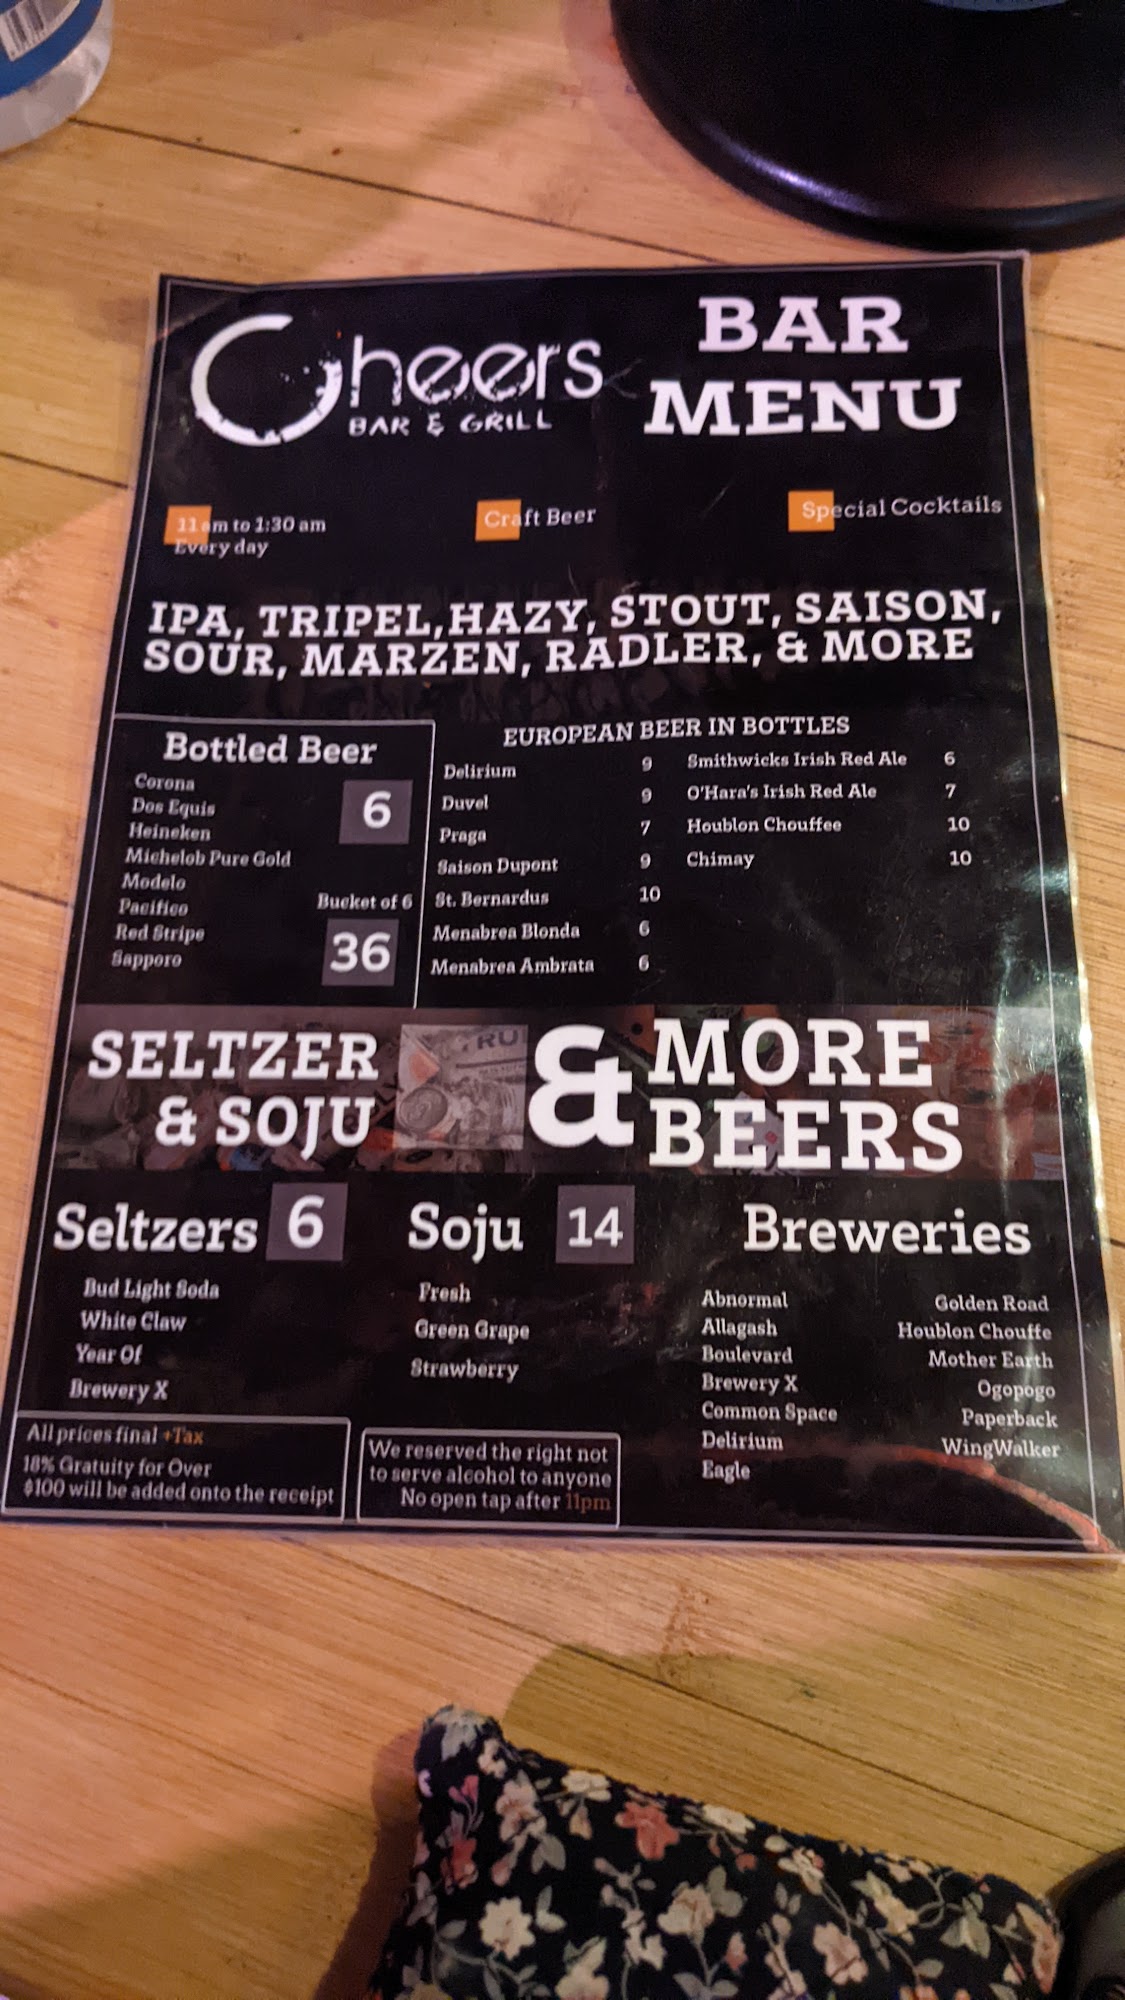 Cheers
BAR & GRILL
BAR
MENU
11 am to 1:30 am
Every day
Craft Beer
Special Cocktails
IPA, TRIPEL,HAZY, STOUT, SAISON,
SOUR, MARZEN, RADLER, & MORE
Bottled Beer
Corona
Dos Equis
Heineken
Michelob Pure Gold
Modelo
Pacifico
Red Stripe
Sapporo
6
Bucket of 6
36
EUROPEAN BEER IN BOTTLES
Delirium 9
Duvel 9
Praga 7
Saison Dupont 9
St. Bernardus 10
Menabrea Blonda 6
Menabrea Ambrata 6
Smithwicks Irish Red Ale 6
O'Hara's Irish Red Ale 7
Houblon Chouffee 10
Chimay 10
SELTZER
& SOJU
&
MORE
BEERS
Seltzers 6
Bud Light Soda
White Claw
Year Of
Brewery X
Soju 14
Fresh
Green Grape
Strawberry
Breweries
Abnormal
Allagash
Boulevard
Brewery X
Common Space
Delirium
Eagle
Golden Road
Houblon Chouffe
Mother Earth
Ogopogo
Paperback
WingWalker
All prices final +Tax
18% Gratuity for Over
$100 will be added onto the receipt
We reserved the right not
to serve alcohol to anyone
No open tap after 11pm